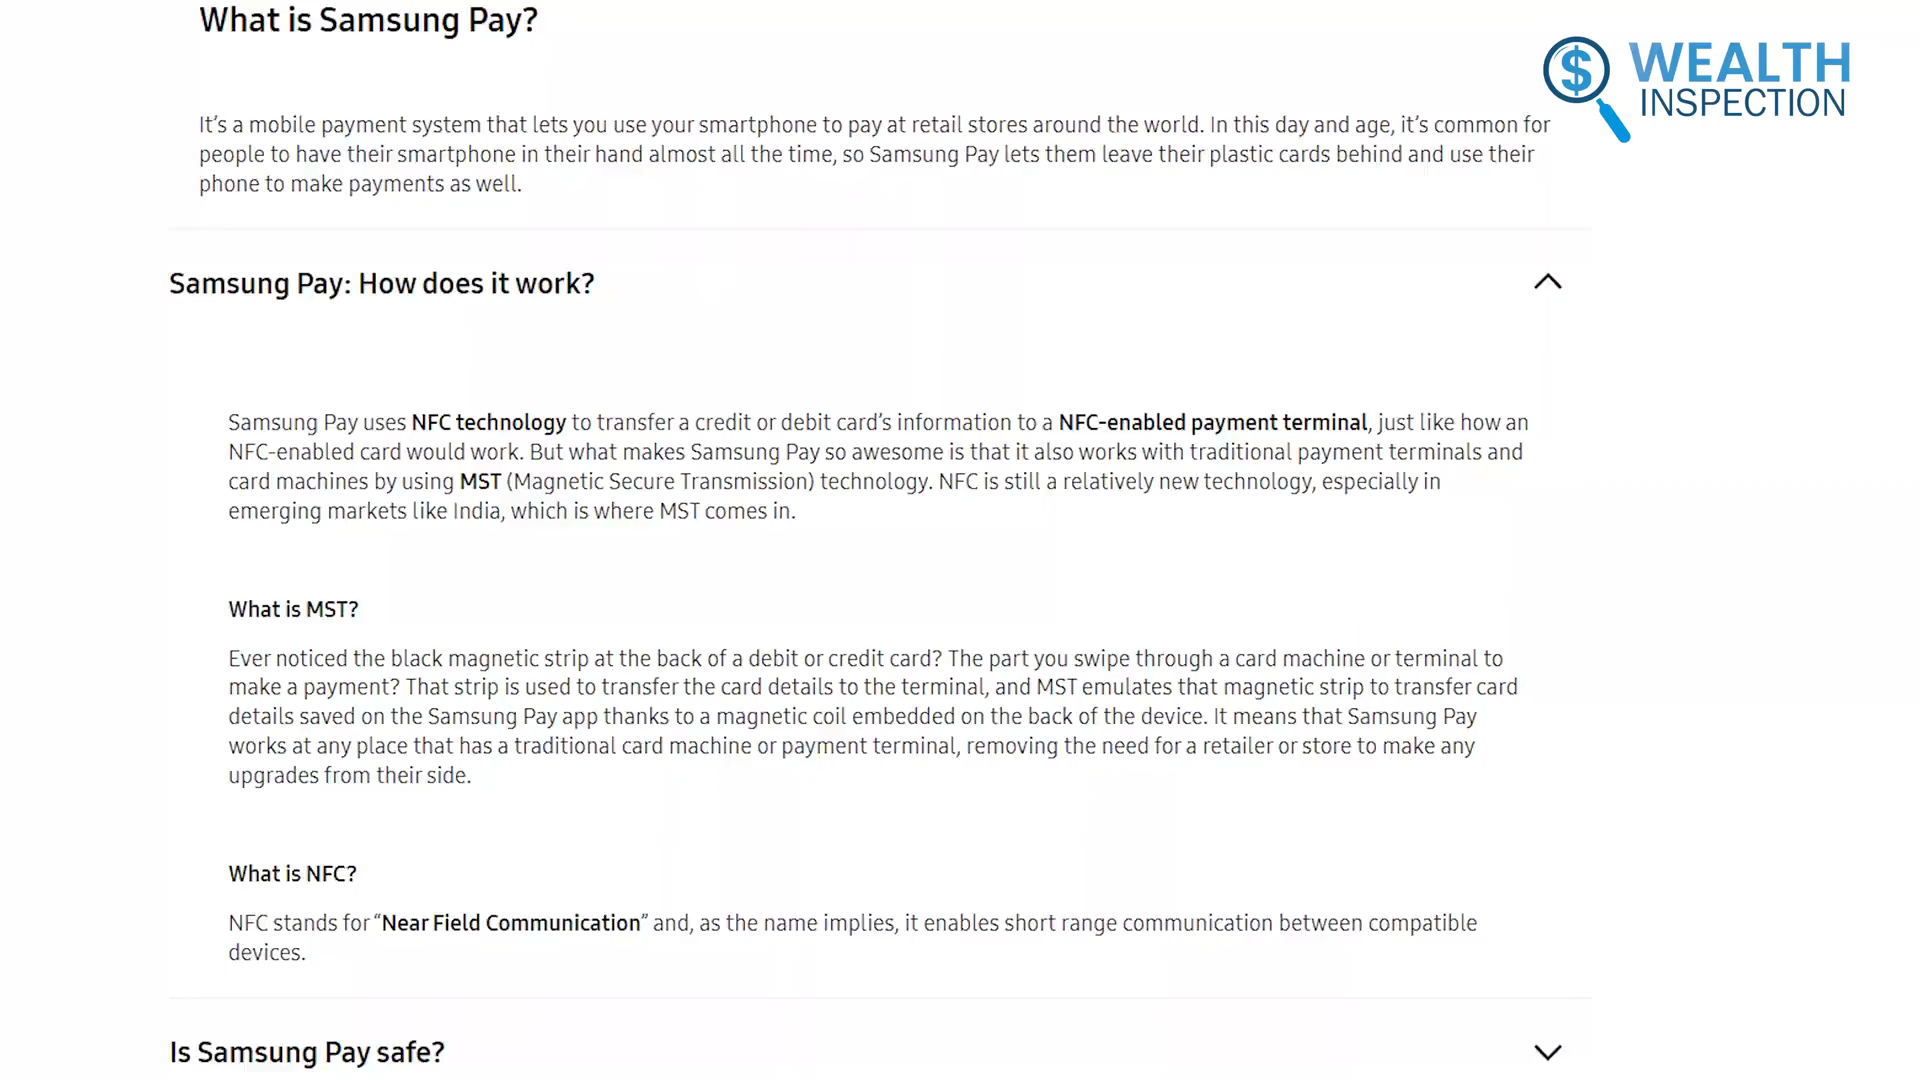 What is Samsung Pay?
$ WEALTH
INSPECTION
It’s a mobile payment system that lets you use your smartphone to pay at retail stores around the world. In this day and age, it’s common for
people to have their smartphone in their hand almost all the time, so Samsung Pay lets them leave their plastic cards behind and use their
phone to make payments as well.
Samsung Pay: How does it work?
Samsung Pay uses NFC technology to transfer a credit or debit card’s information to a NFC-enabled payment terminal, just like how an
NFC-enabled card would work. But what makes Samsung Pay so awesome is that it also works with traditional payment terminals and
card machines by using MST (Magnetic Secure Transmission) technology. NFC is still a relatively new technology, especially in
emerging markets like India, which is where MST comes in.
What is MST?
Ever noticed the black magnetic strip at the back of a debit or credit card? The part you swipe through a card machine or terminal to
make a payment? That strip is used to transfer the card details to the terminal, and MST emulates that magnetic strip to transfer card
details saved on the Samsung Pay app thanks to a magnetic coil embedded on the back of the device. It means that Samsung Pay
works at any place that has a traditional card machine or payment terminal, removing the need for a retailer or store to make any
upgrades from their side.
What is NFC?
NFC stands for “Near Field Communication” and, as the name implies, it enables short range communication between compatible
devices.
Is Samsung Pay safe?